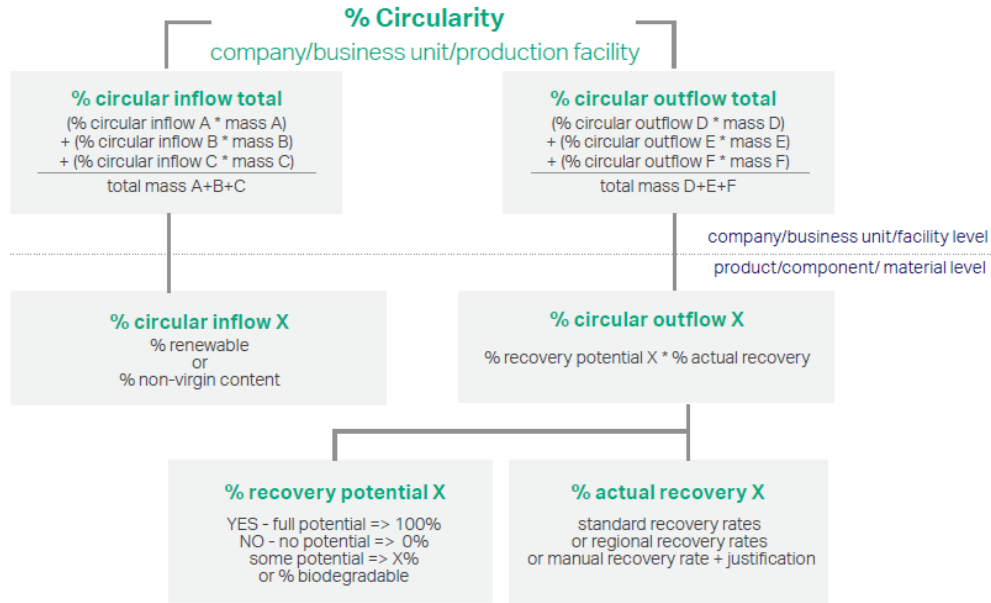 % Circularity
company/business unit/production facility
% circular inflow total
(% circular inflow A * mass A)
+ (% circular inflow B * mass B)
+ (% circular inflow C * mass C)
total mass A+B+C
% circular outflow total
(% circular outflow D * mass D)
+ (% circular outflow E * mass E)
+ (% circular outflow F * mass F)
total mass D+E+F
company/business unit/facility level
product/component/ material level
% circular inflow X
% renewable
or
% non-virgin content
% circular outflow X
% recovery potential X * % actual recovery
% recovery potential X
YES - full potential => 100%
NO - no potential => 0%
some potential => X%
or % biodegradable
% actual recovery X
standard recovery rates
or regional recovery rates
or manual recovery rate + justification